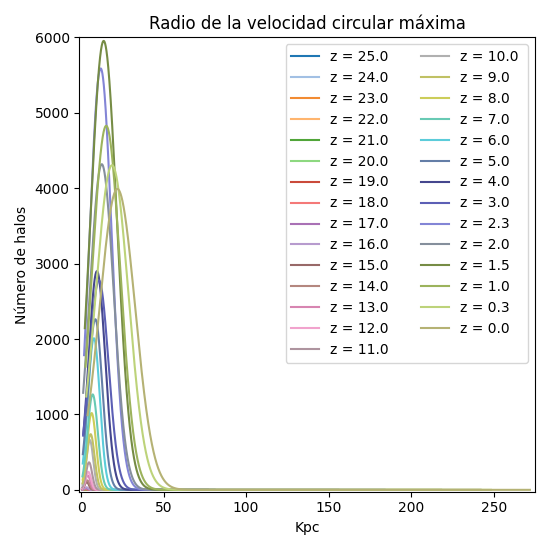 Radio de la velocidad circular máxima
6000
5000
4000
3000
2000
1000
0
Número de halos
0
50
100
150
200
250
Kpc
z = 25.0
z = 24.0
z = 23.0
z = 22.0
z = 21.0
z = 20.0
z = 19.0
z = 18.0
z = 17.0
z = 16.0
z = 15.0
z = 14.0
z = 13.0
z = 12.0
z = 11.0
z = 10.0
z = 9.0
z = 8.0
z = 7.0
z = 6.0
z = 5.0
z = 4.0
z = 3.0
z = 2.3
z = 2.0
z = 1.5
z = 1.0
z = 0.3
z = 0.0